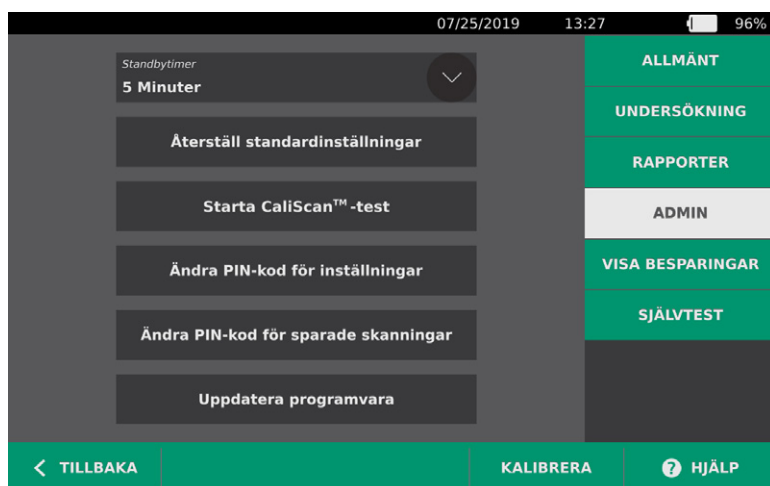 07/25/2019 13:27 96%
Standbytimer
5 Minuter
Återställ standardinställningar
Starta CaliScan™-test
Ändra PIN-kod för inställningar
Ändra PIN-kod för sparade skanningar
Uppdatera programvara
ALLMÄNT
UNDERSÖKNING
RAPPORTER
ADMIN
VISA BESPARINGAR
SJÄLVTEST
TILLBAKA
KALIBRERA
? HJÄLP